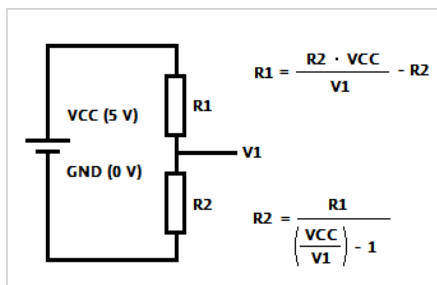 VCC (5 V)
GND (0 V)
R1
V1
R2
R1 = R2 · VCC / V1 - R2
R2 = R1 / (VCC / V1) - 1